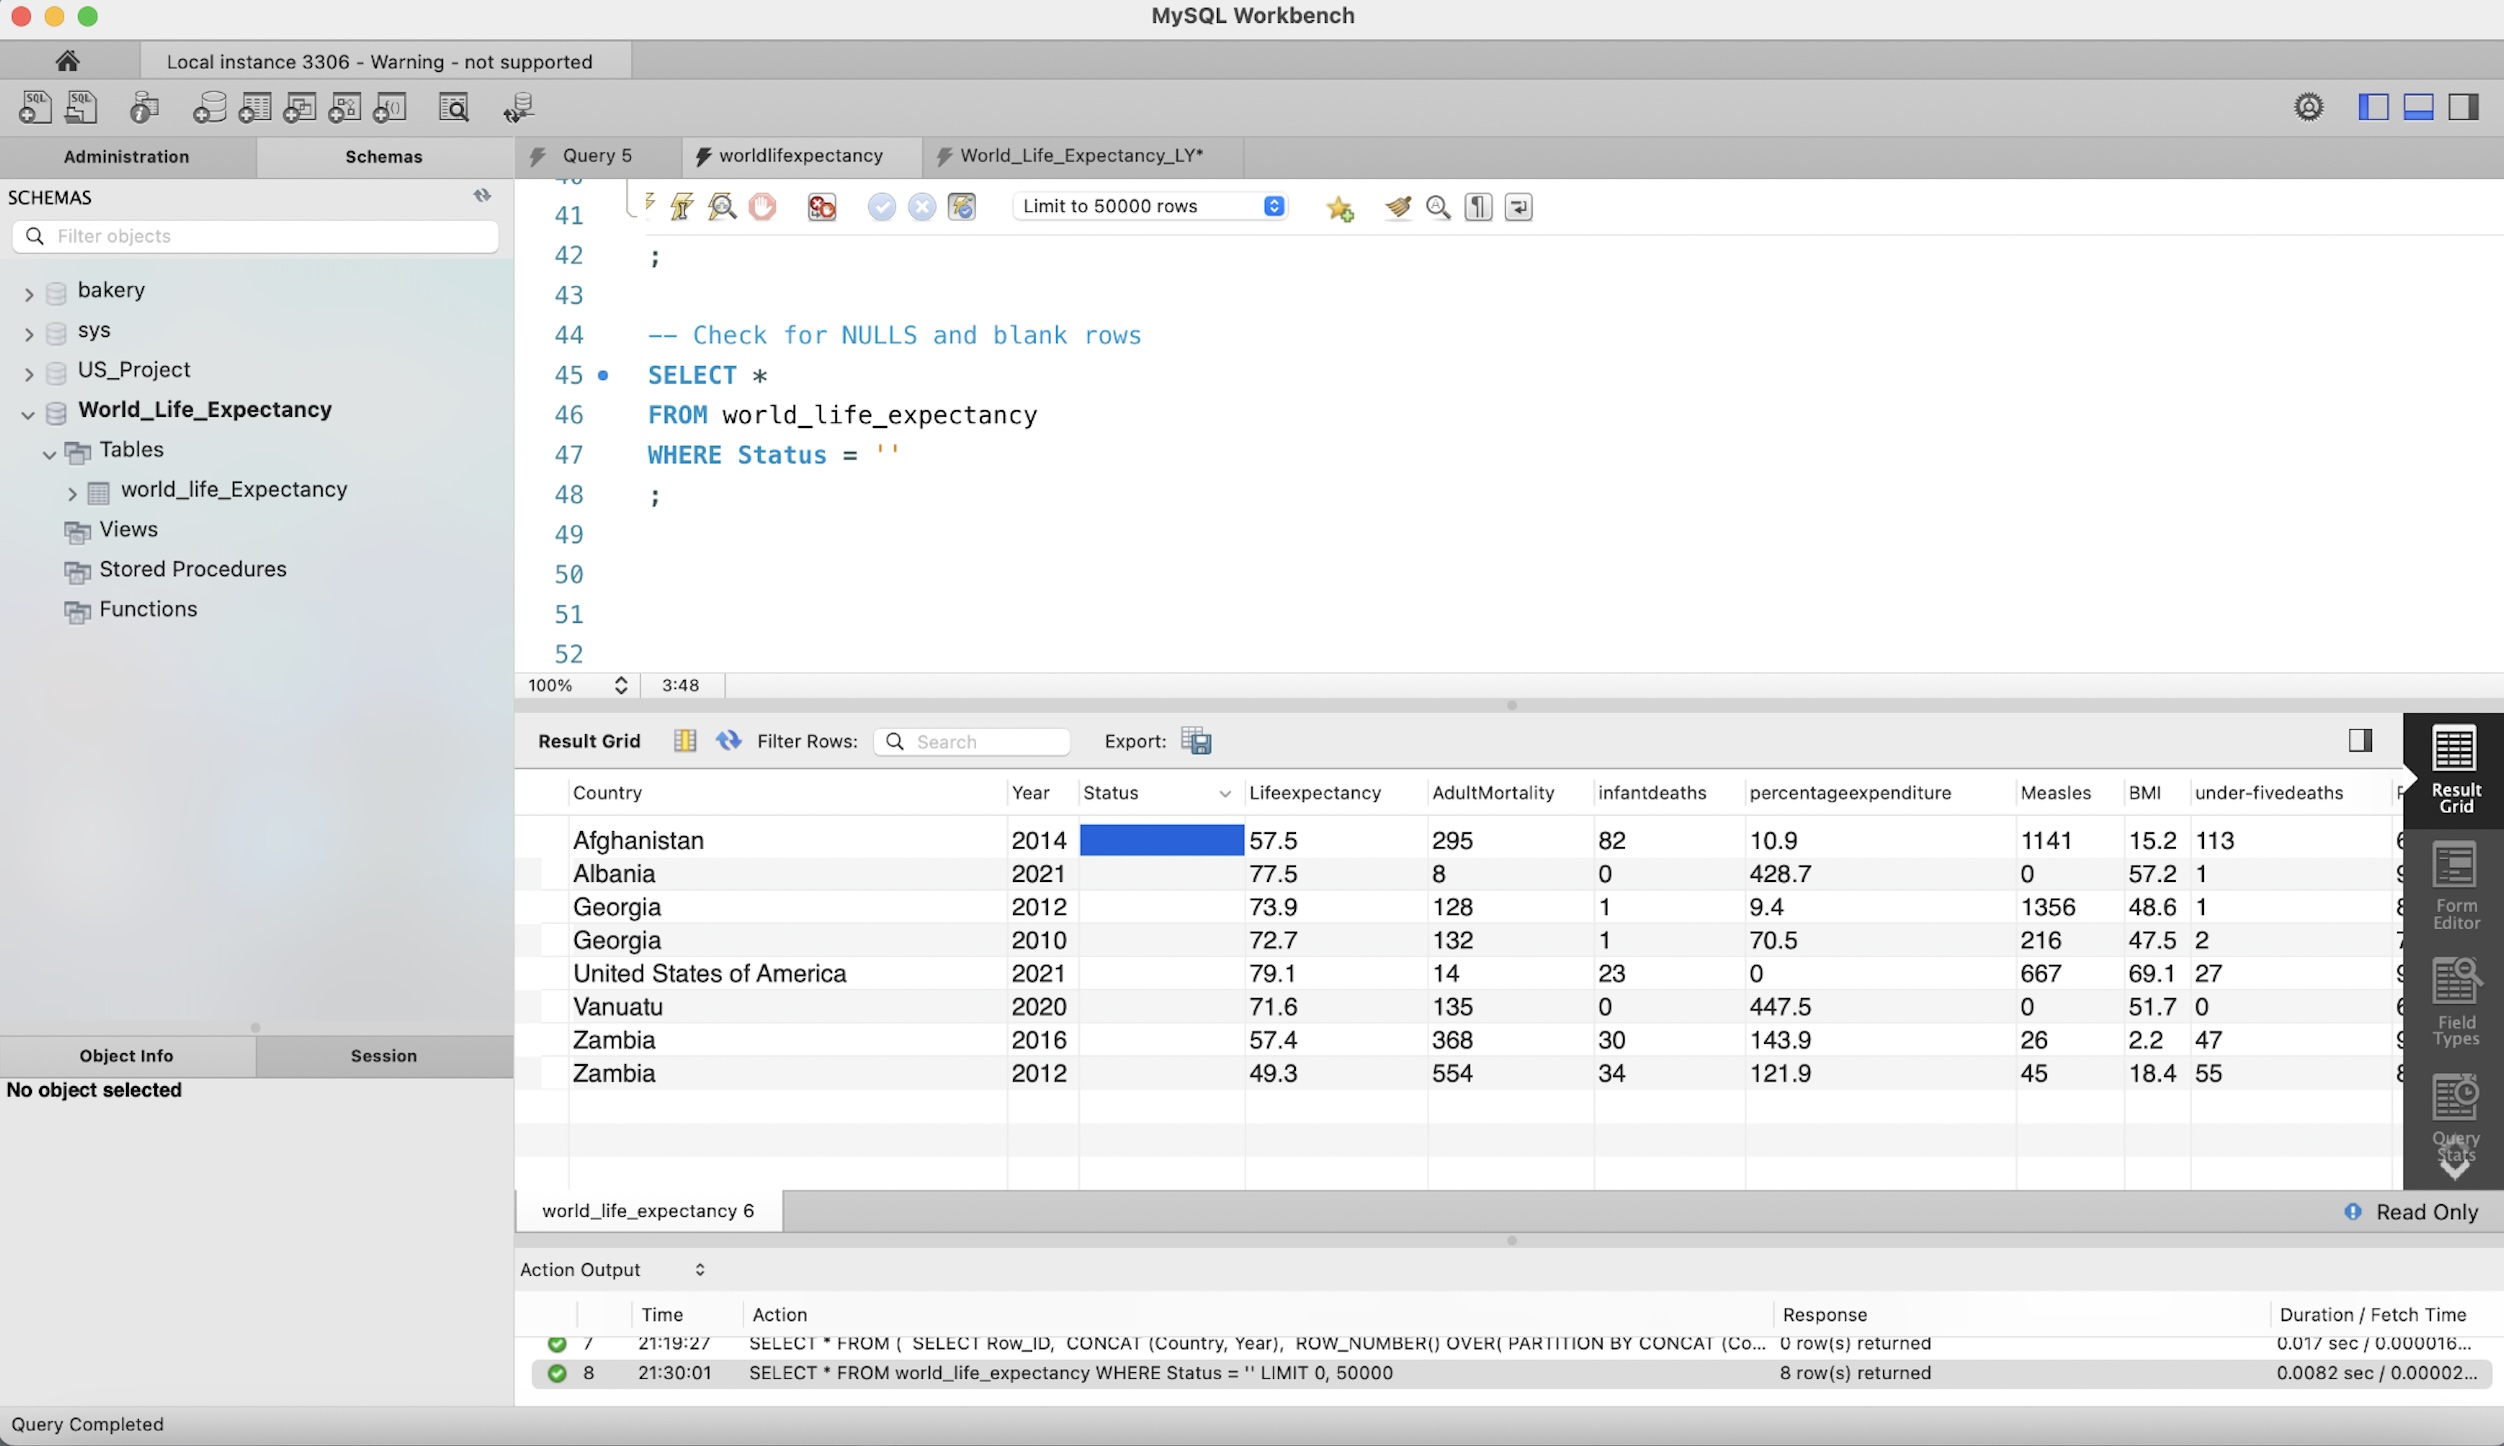 MySQL Workbench
Local instance 3306 - Warning - not supported
Administration
Schemas
Query 5
worldlifexpectancy
World_Life_Expectancy_LY*
SCHEMAS
Filter objects
bakery
sys
US_Project
World_Life_Expectancy
Tables
world_life_Expectancy
Views
Stored Procedures
Functions
Object Info
Session
No object selected
Limit to 50000 rows
41
42 ;
43
44 -- Check for NULLS and blank rows
45 SELECT *
46 FROM world_life_expectancy
47 WHERE Status = ''
48 ;
49
50
51
52
100% 3:48
Result Grid Filter Rows: Search Export:
Country Year Status Lifeexpectancy AdultMortality infantdeaths percentageexpenditure Measles BMI under-fivedeaths
Afghanistan 2014 57.5 295 82 10.9 1141 15.2 113
Albania 2021 77.5 8 0 428.7 0 57.2 1
Georgia 2012 73.9 128 1 9.4 1356 48.6 1
Georgia 2010 72.7 132 1 70.5 216 47.5 2
United States of America 2021 79.1 14 23 0 667 69.1 27
Vanuatu 2020 71.6 135 0 447.5 0 51.7 0
Zambia 2016 57.4 368 30 143.9 26 2.2 47
Zambia 2012 49.3 554 34 121.9 45 18.4 55
Result
Grid
Form
Editor
Field
Types
Query
Stats
world_life_expectancy 6
Read Only
Action Output
Time Action Response Duration / Fetch Time
7 21:19:27 SELECT * FROM ( SELECT Row_ID, CONCAT (Country, Year), ROW_NUMBER() OVER( PARTITION BY CONCAT (Co... 0 row(s) returned 0.017 sec / 0.000016...
8 21:30:01 SELECT * FROM world_life_expectancy WHERE Status = '' LIMIT 0, 50000 8 row(s) returned 0.0082 sec / 0.00002...
Query Completed